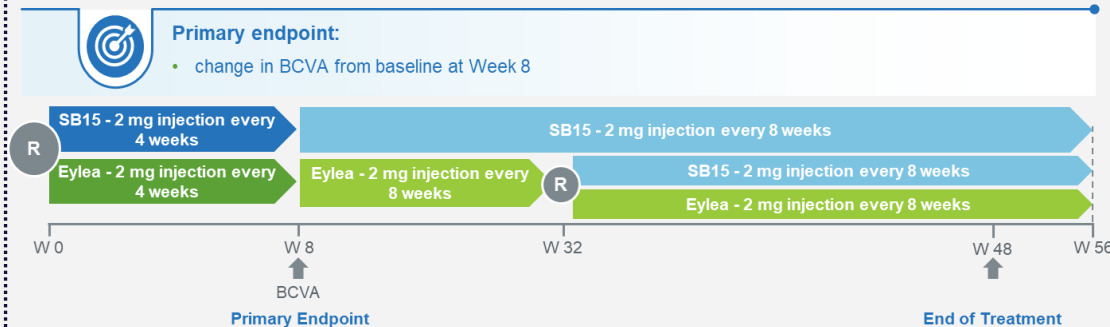 Primary endpoint:
• change in BCVA from baseline at Week 8
SB15 - 2 mg injection every
4 weeks
SB15 - 2 mg injection every 8 weeks
R
Eylea - 2 mg injection every
4 weeks
Eylea - 2 mg injection every
8 weeks
R
SB15 - 2 mg injection every 8 weeks
Eylea - 2 mg injection every 8 weeks
W 0
W 8
W 32
W 48
W 56
BCVA
Primary Endpoint
End of Treatment